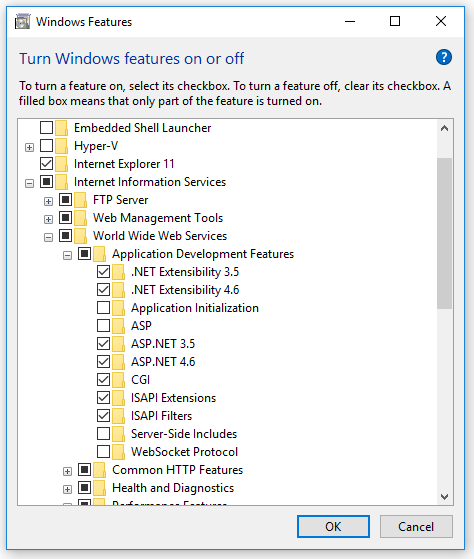 Windows Features
Turn Windows features on or off
To turn a feature on, select its checkbox. To turn a feature off, clear its checkbox. A
filled box means that only part of the feature is turned on.
Embedded Shell Launcher
Hyper-V
Internet Explorer 11
Internet Information Services
FTP Server
Web Management Tools
World Wide Web Services
Application Development Features
.NET Extensibility 3.5
.NET Extensibility 4.6
Application Initialization
ASP
ASP.NET 3.5
ASP.NET 4.6
CGI
ISAPI Extensions
ISAPI Filters
Server-Side Includes
WebSocket Protocol
Common HTTP Features
Health and Diagnostics
Performance Features
OK
Cancel